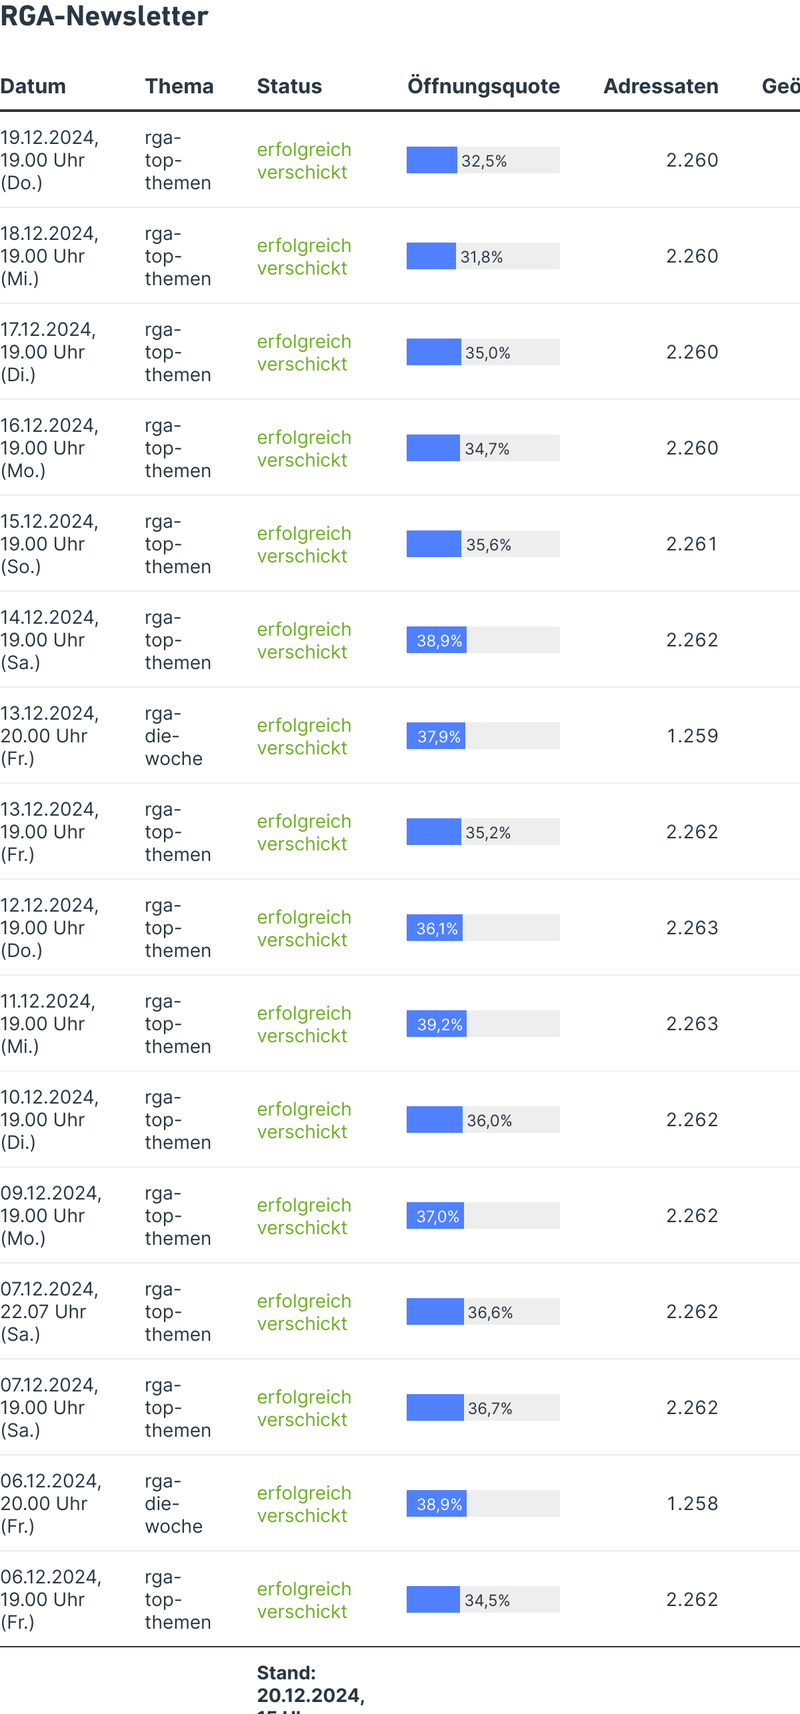 RGA-Newsletter
Datum Thema Status Öffnungsquote Adressaten Geö
19.12.2024, 19.00 Uhr (Do.) rga-top-themen erfolgreich verschickt 32,5% 2.260
18.12.2024, 19.00 Uhr (Mi.) rga-top-themen erfolgreich verschickt 31,8% 2.260
17.12.2024, 19.00 Uhr (Di.) rga-top-themen erfolgreich verschickt 35,0% 2.260
16.12.2024, 19.00 Uhr (Mo.) rga-top-themen erfolgreich verschickt 34,7% 2.260
15.12.2024, 19.00 Uhr (So.) rga-top-themen erfolgreich verschickt 35,6% 2.261
14.12.2024, 19.00 Uhr (Sa.) rga-top-themen erfolgreich verschickt 38,9% 2.262
13.12.2024, 20.00 Uhr (Fr.) rga-die-woche erfolgreich verschickt 37,9% 1.259
13.12.2024, 19.00 Uhr (Fr.) rga-top-themen erfolgreich verschickt 35,2% 2.262
12.12.2024, 19.00 Uhr (Do.) rga-top-themen erfolgreich verschickt 36,1% 2.263
11.12.2024, 19.00 Uhr (Mi.) rga-top-themen erfolgreich verschickt 39,2% 2.263
10.12.2024, 19.00 Uhr (Di.) rga-top-themen erfolgreich verschickt 36,0% 2.262
09.12.2024, 19.00 Uhr (Mo.) rga-top-themen erfolgreich verschickt 37,0% 2.262
07.12.2024, 22.07 Uhr (Sa.) rga-top-themen erfolgreich verschickt 36,6% 2.262
07.12.2024, 19.00 Uhr (Sa.) rga-top-themen erfolgreich verschickt 36,7% 2.262
06.12.2024, 20.00 Uhr (Fr.) rga-die-woche erfolgreich verschickt 38,9% 1.258
06.12.2024, 19.00 Uhr (Fr.) rga-top-themen erfolgreich verschickt 34,5% 2.262
Stand:
20.12.2024,